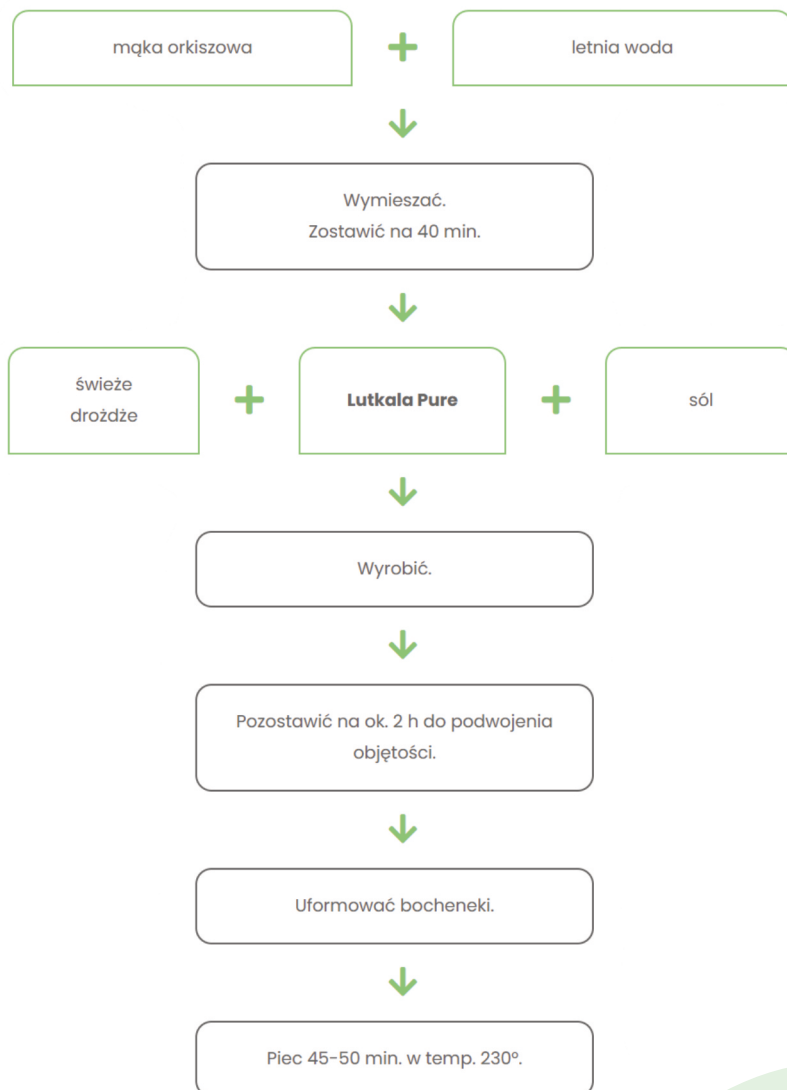 mąka orkiszowa
letnia woda
Wymieszać.
Zostawić na 40 min.
świeże
drożdże
Lutkala Pure
sól
Wyrobić.
Pozostawić na ok. 2 h do podwojenia
objętości.
Uformować bocheneki.
Piec 45-50 min. w temp. 230º.